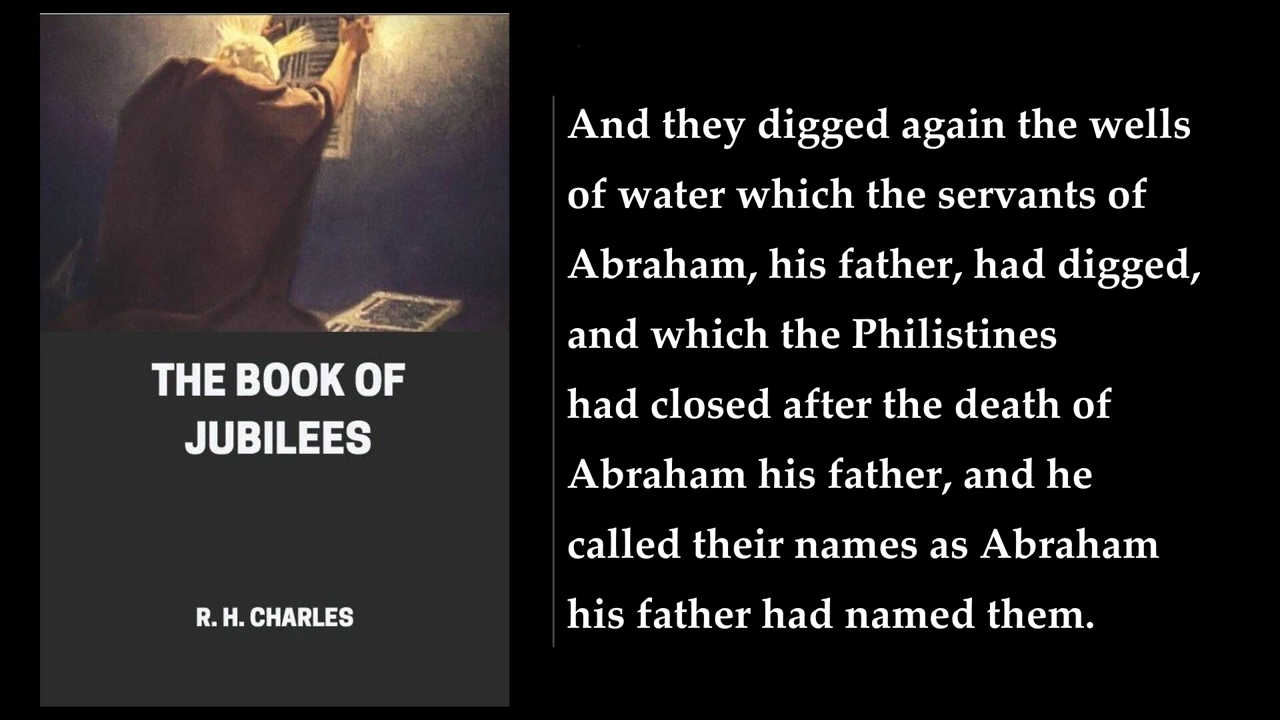 THE BOOK OF
JUBILEES
R. H. CHARLES
And they digged again the wells
of water which the servants of
Abraham, his father, had digged,
and which the Philistines
had closed after the death of
Abraham his father, and he
called their names as Abraham
his father had named them.